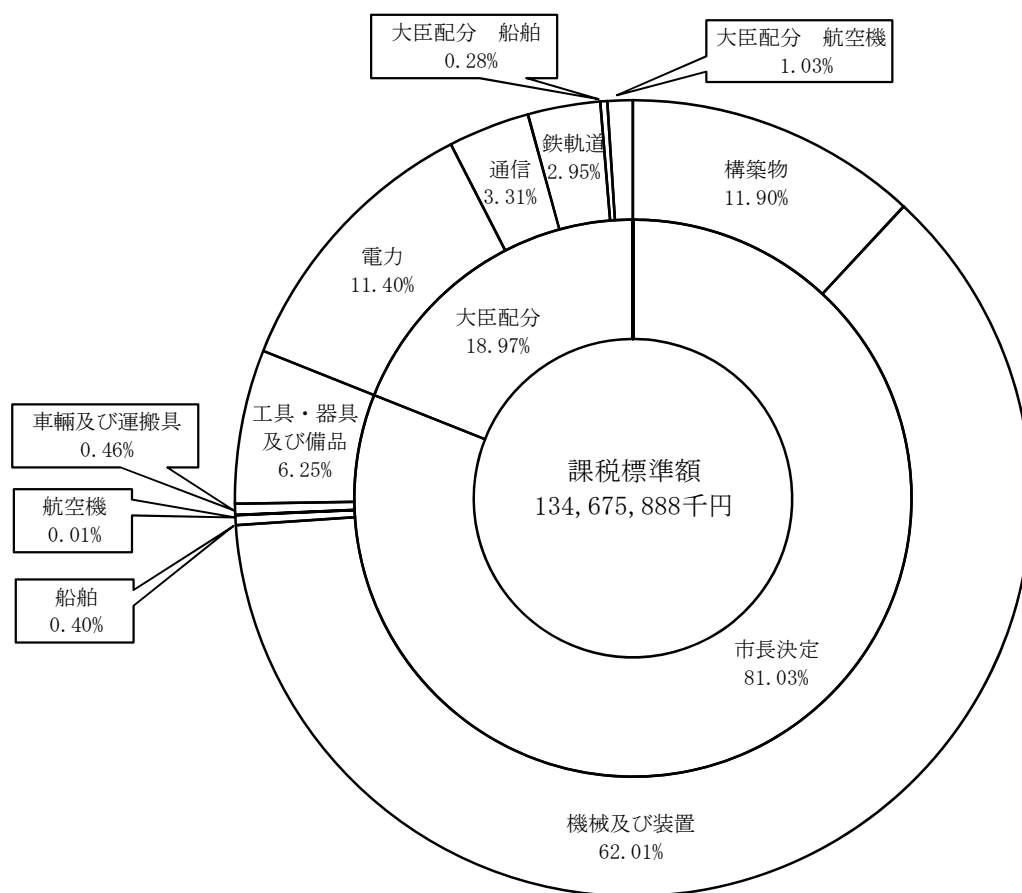 大臣配分　船舶
0.28%
大臣配分　航空機
1.03%
鉄軌道
2.95%
通信
3.31%
構築物
11.90%
電力
11.40%
大臣配分
18.97%
工具・器具
及び備品
6.25%
車輌及び運搬具
0.46%
航空機
0.01%
船舶
0.40%
課税標準額
134,675,888千円
市長決定
81.03%
機械及び装置
62.01%